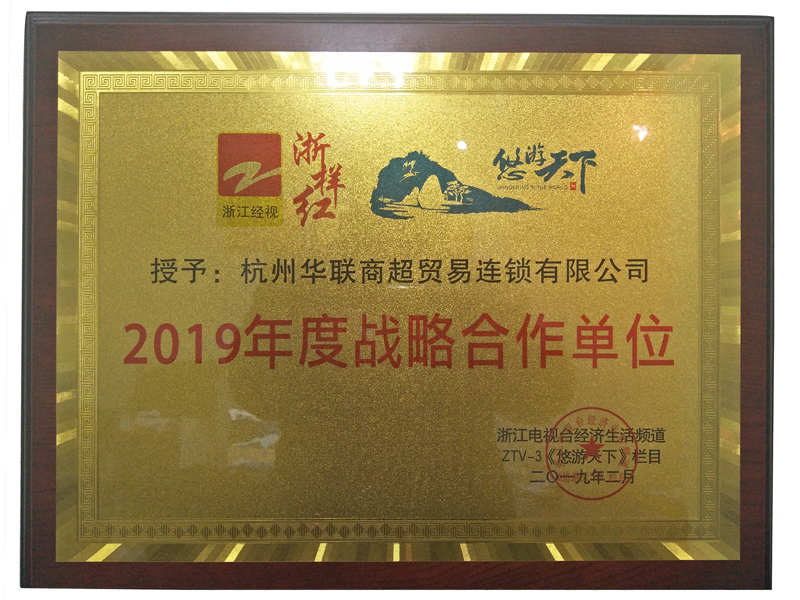 浙江经视
浙样红
悠游天下
WANDERING IN THE WORLD
授予：杭州华联商超贸易连锁有限公司
2019年度战略合作单位
浙江电视台经济生活频道
ZTV-3《悠游天下》栏目
二〇一九年二月